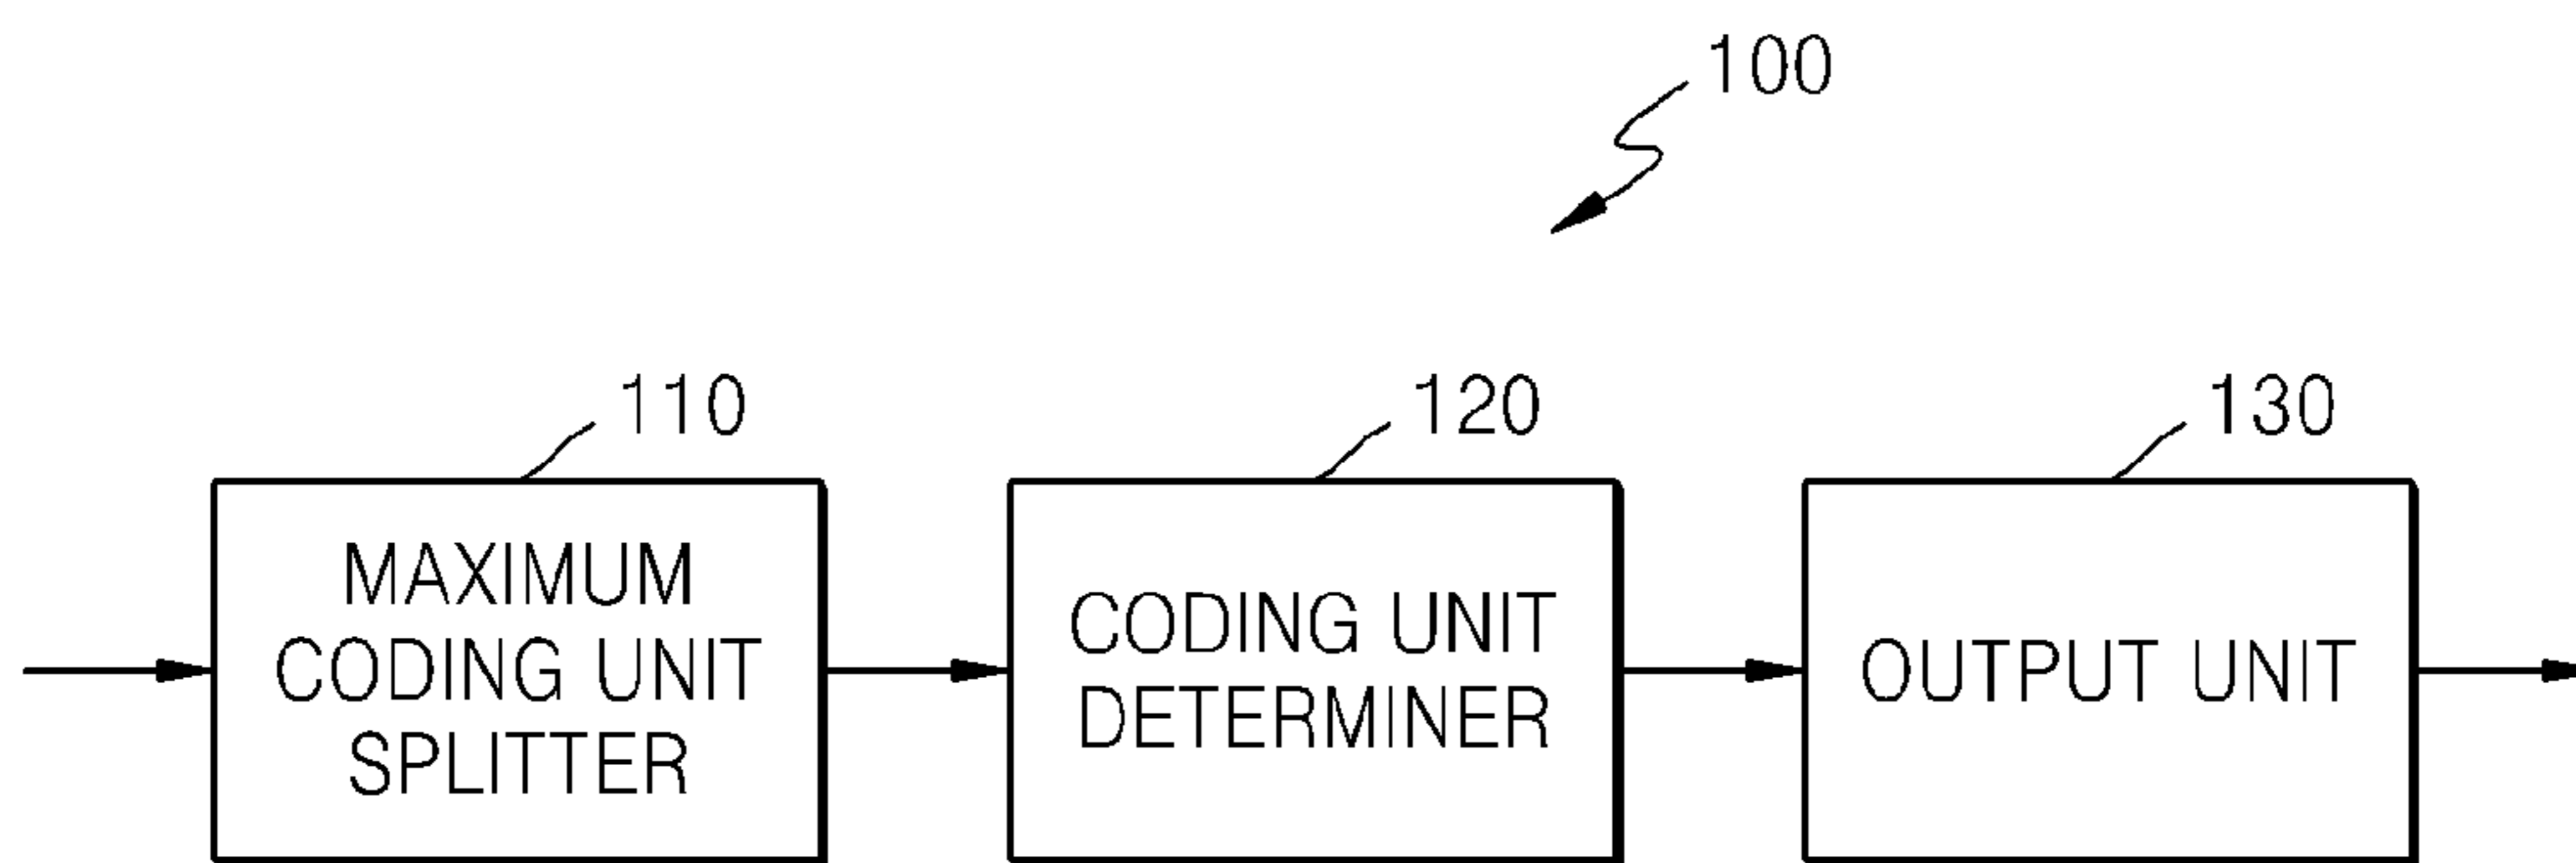 100
110
120
130
MAXIMUM
CODING UNIT
SPLITTER
CODING UNIT
DETERMINER
OUTPUT UNIT